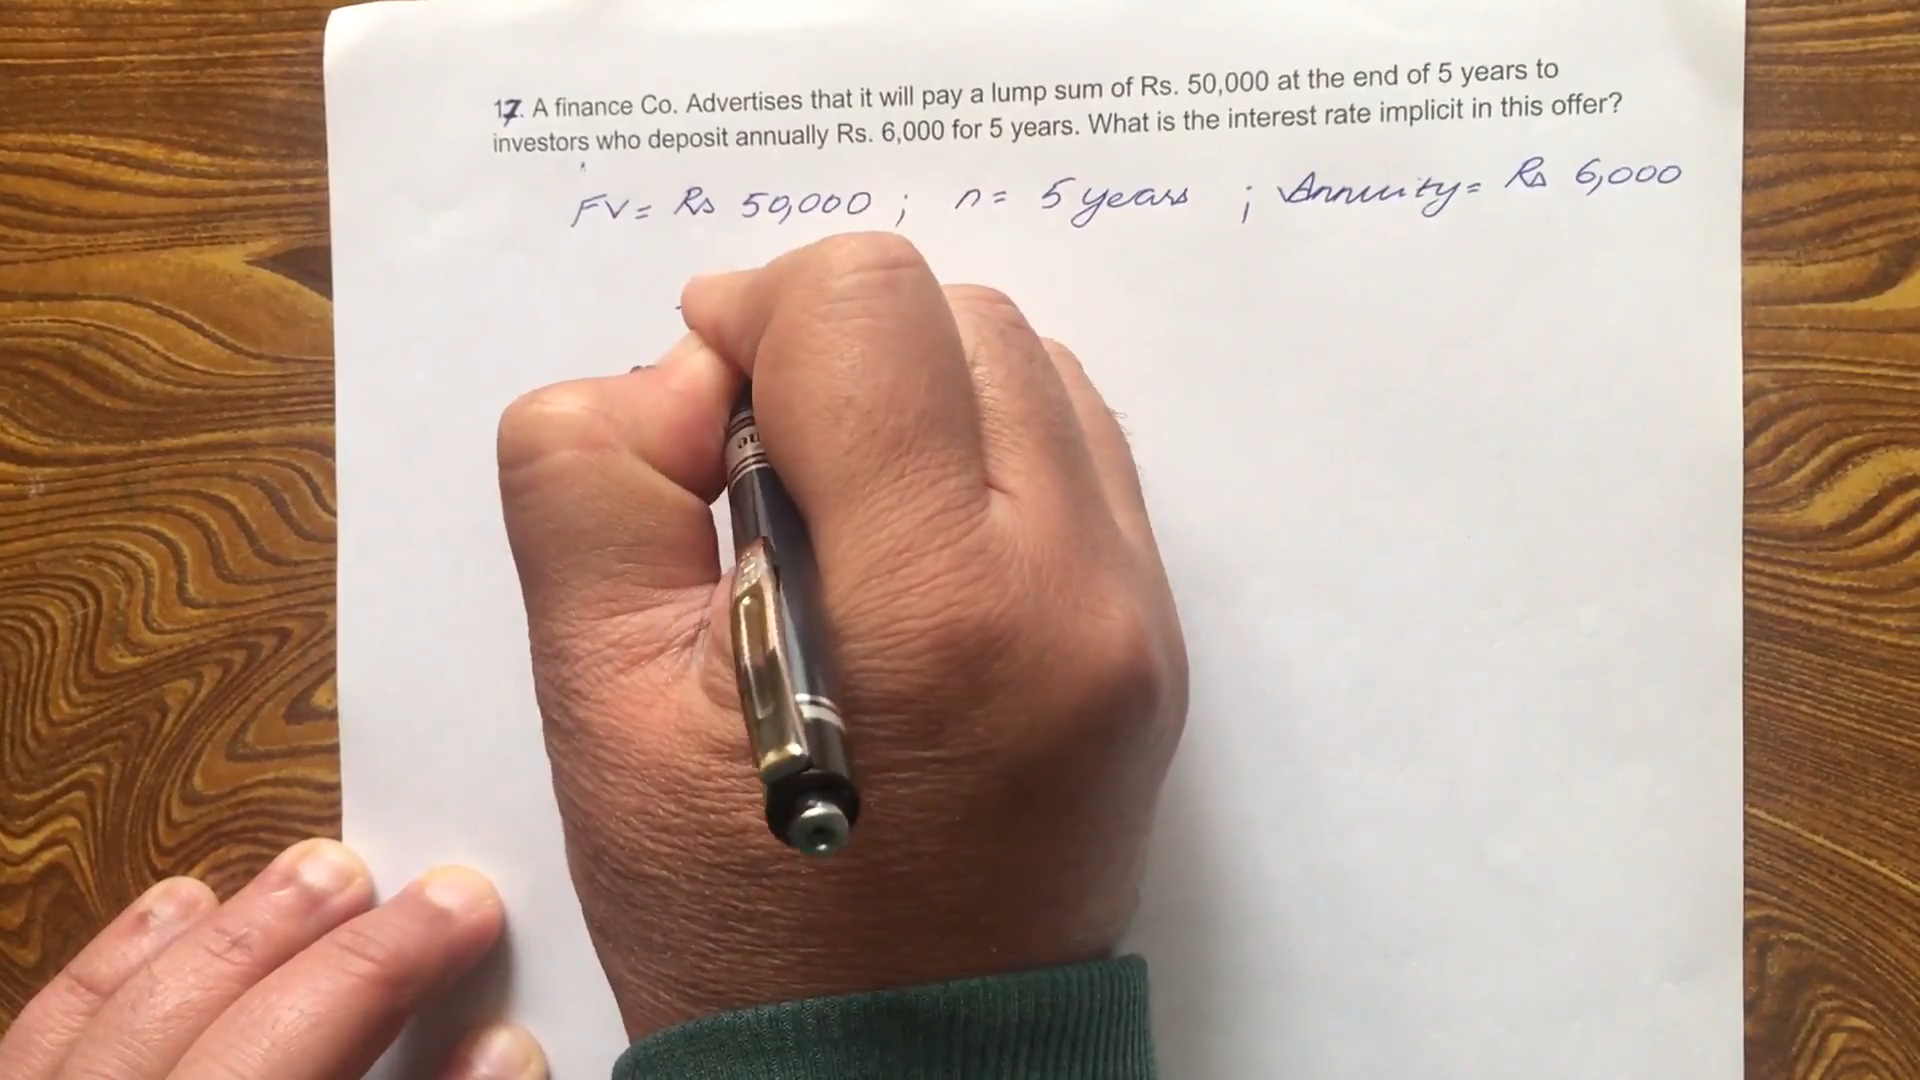 17. A finance Co. Advertises that it will pay a lump sum of Rs. 50,000 at the end of 5 years to
investors who deposit annually Rs. 6,000 for 5 years. What is the interest rate implicit in this offer?
FV = Rs 50,000 ; n = 5 years ; Annuity = Rs 6,000